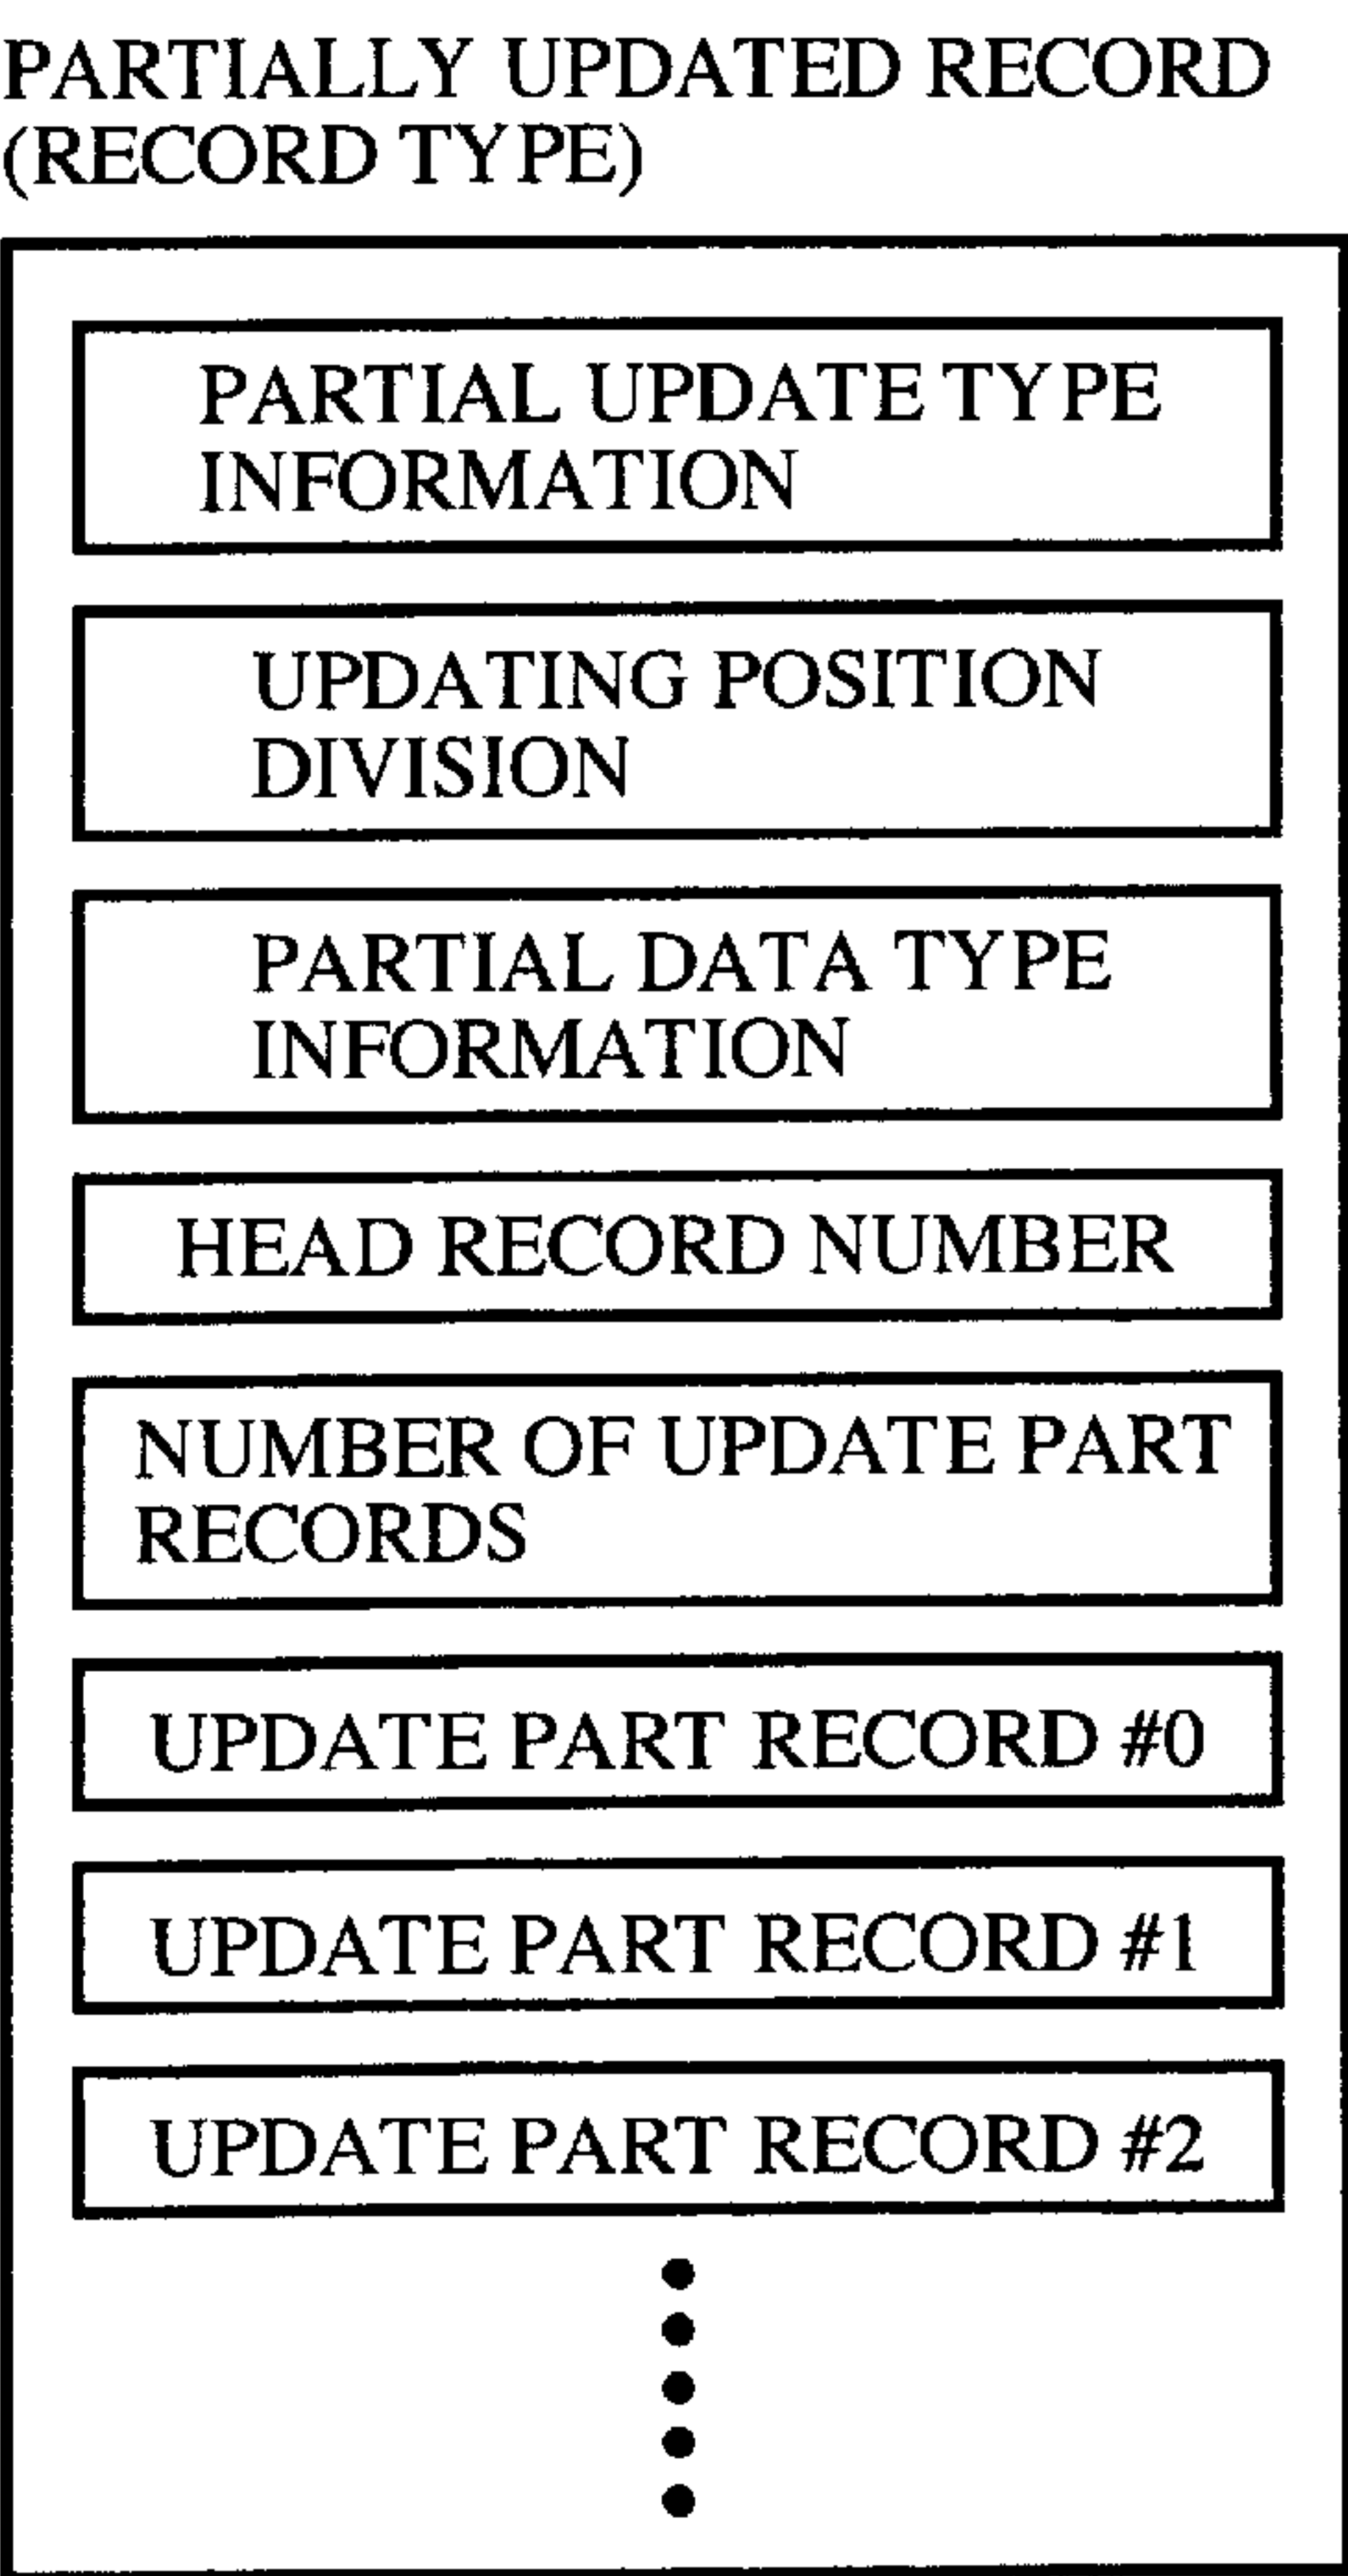 PARTIALLY UPDATED RECORD
(RECORD TYPE)
PARTIAL UPDATE TYPE
INFORMATION
UPDATING POSITION
DIVISION
PARTIAL DATA TYPE
INFORMATION
HEAD RECORD NUMBER
NUMBER OF UPDATE PART
RECORDS
UPDATE PART RECORD #0
UPDATE PART RECORD #1
UPDATE PART RECORD #2